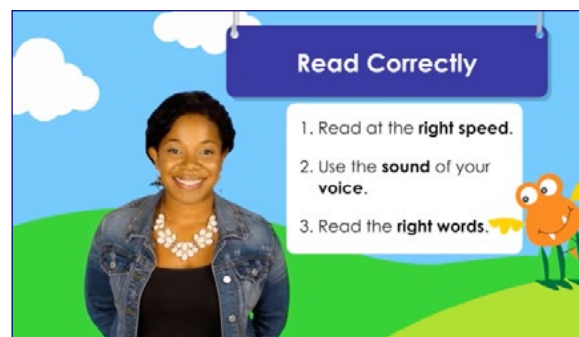 Read Correctly
1. Read at the right speed.
2. Use the sound of your
voice.
3. Read the right words.